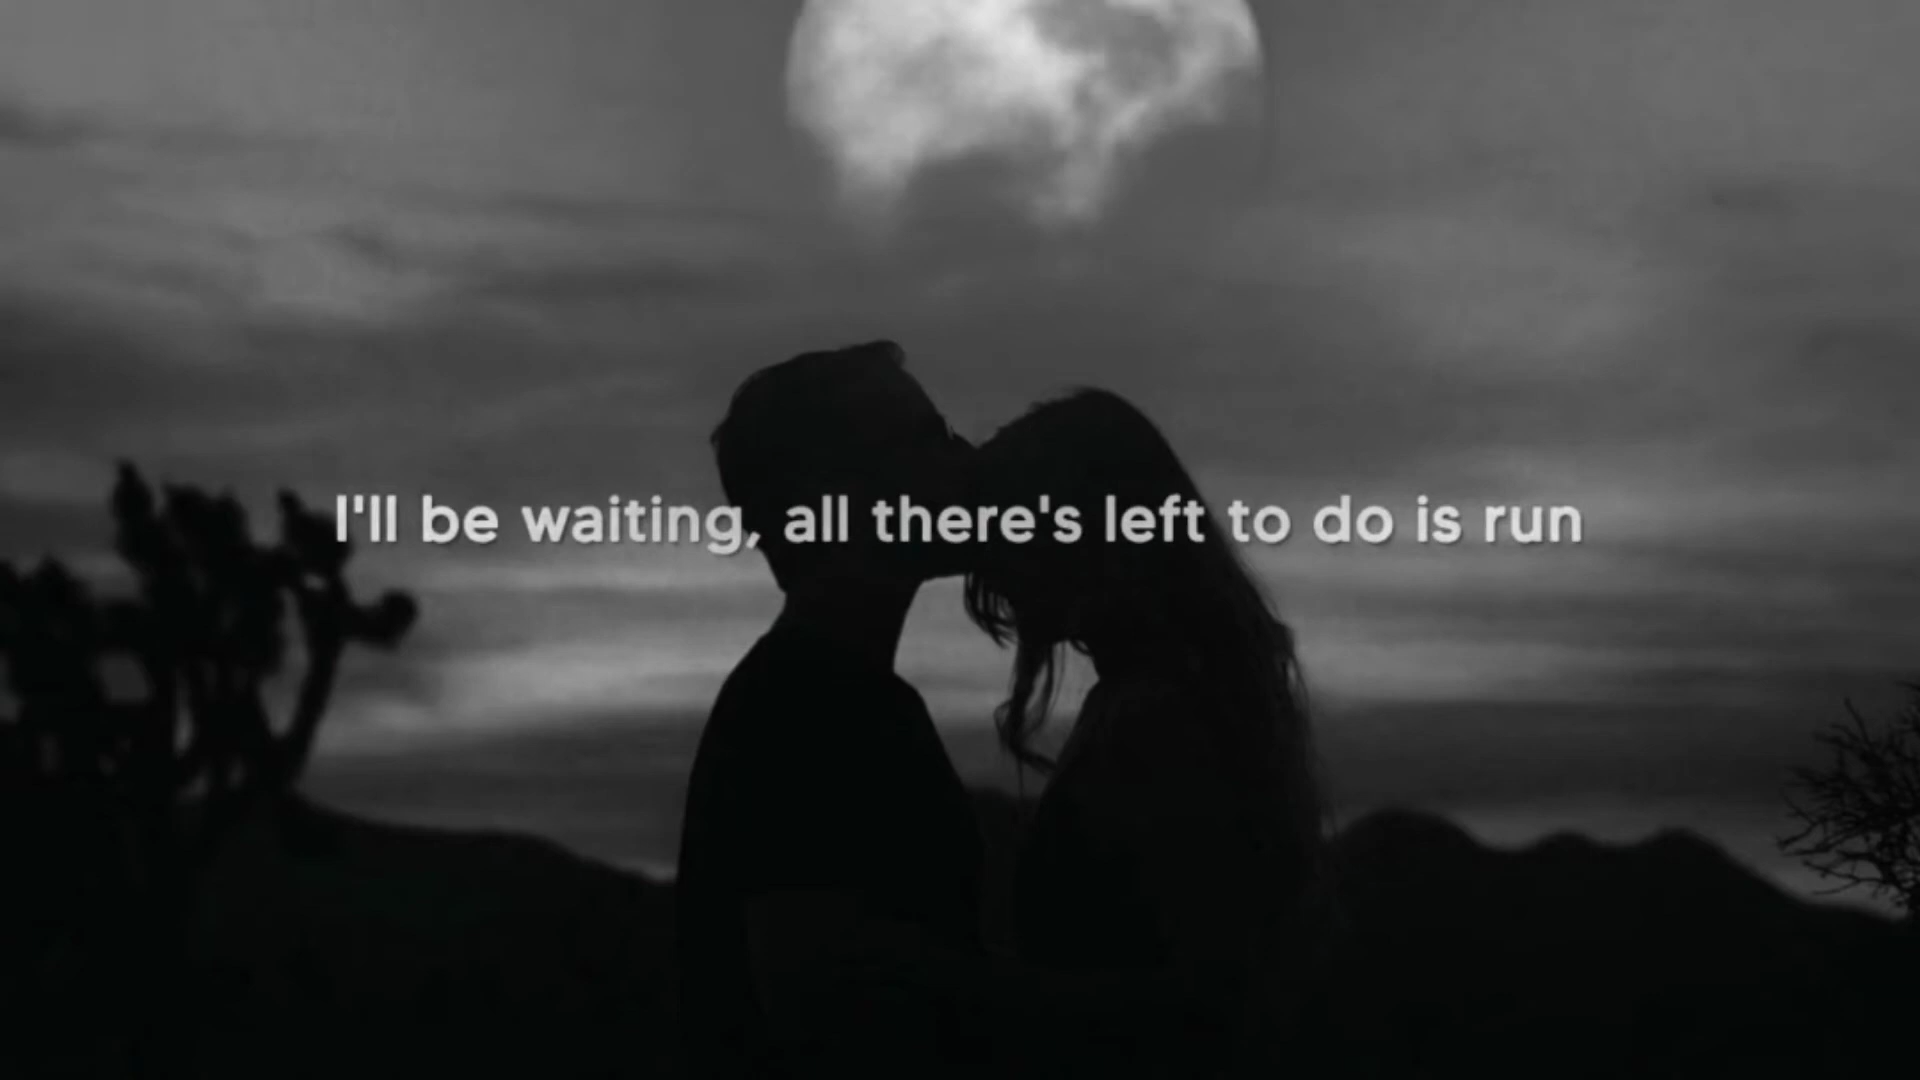 I'll be waiting, all there's left to do is run